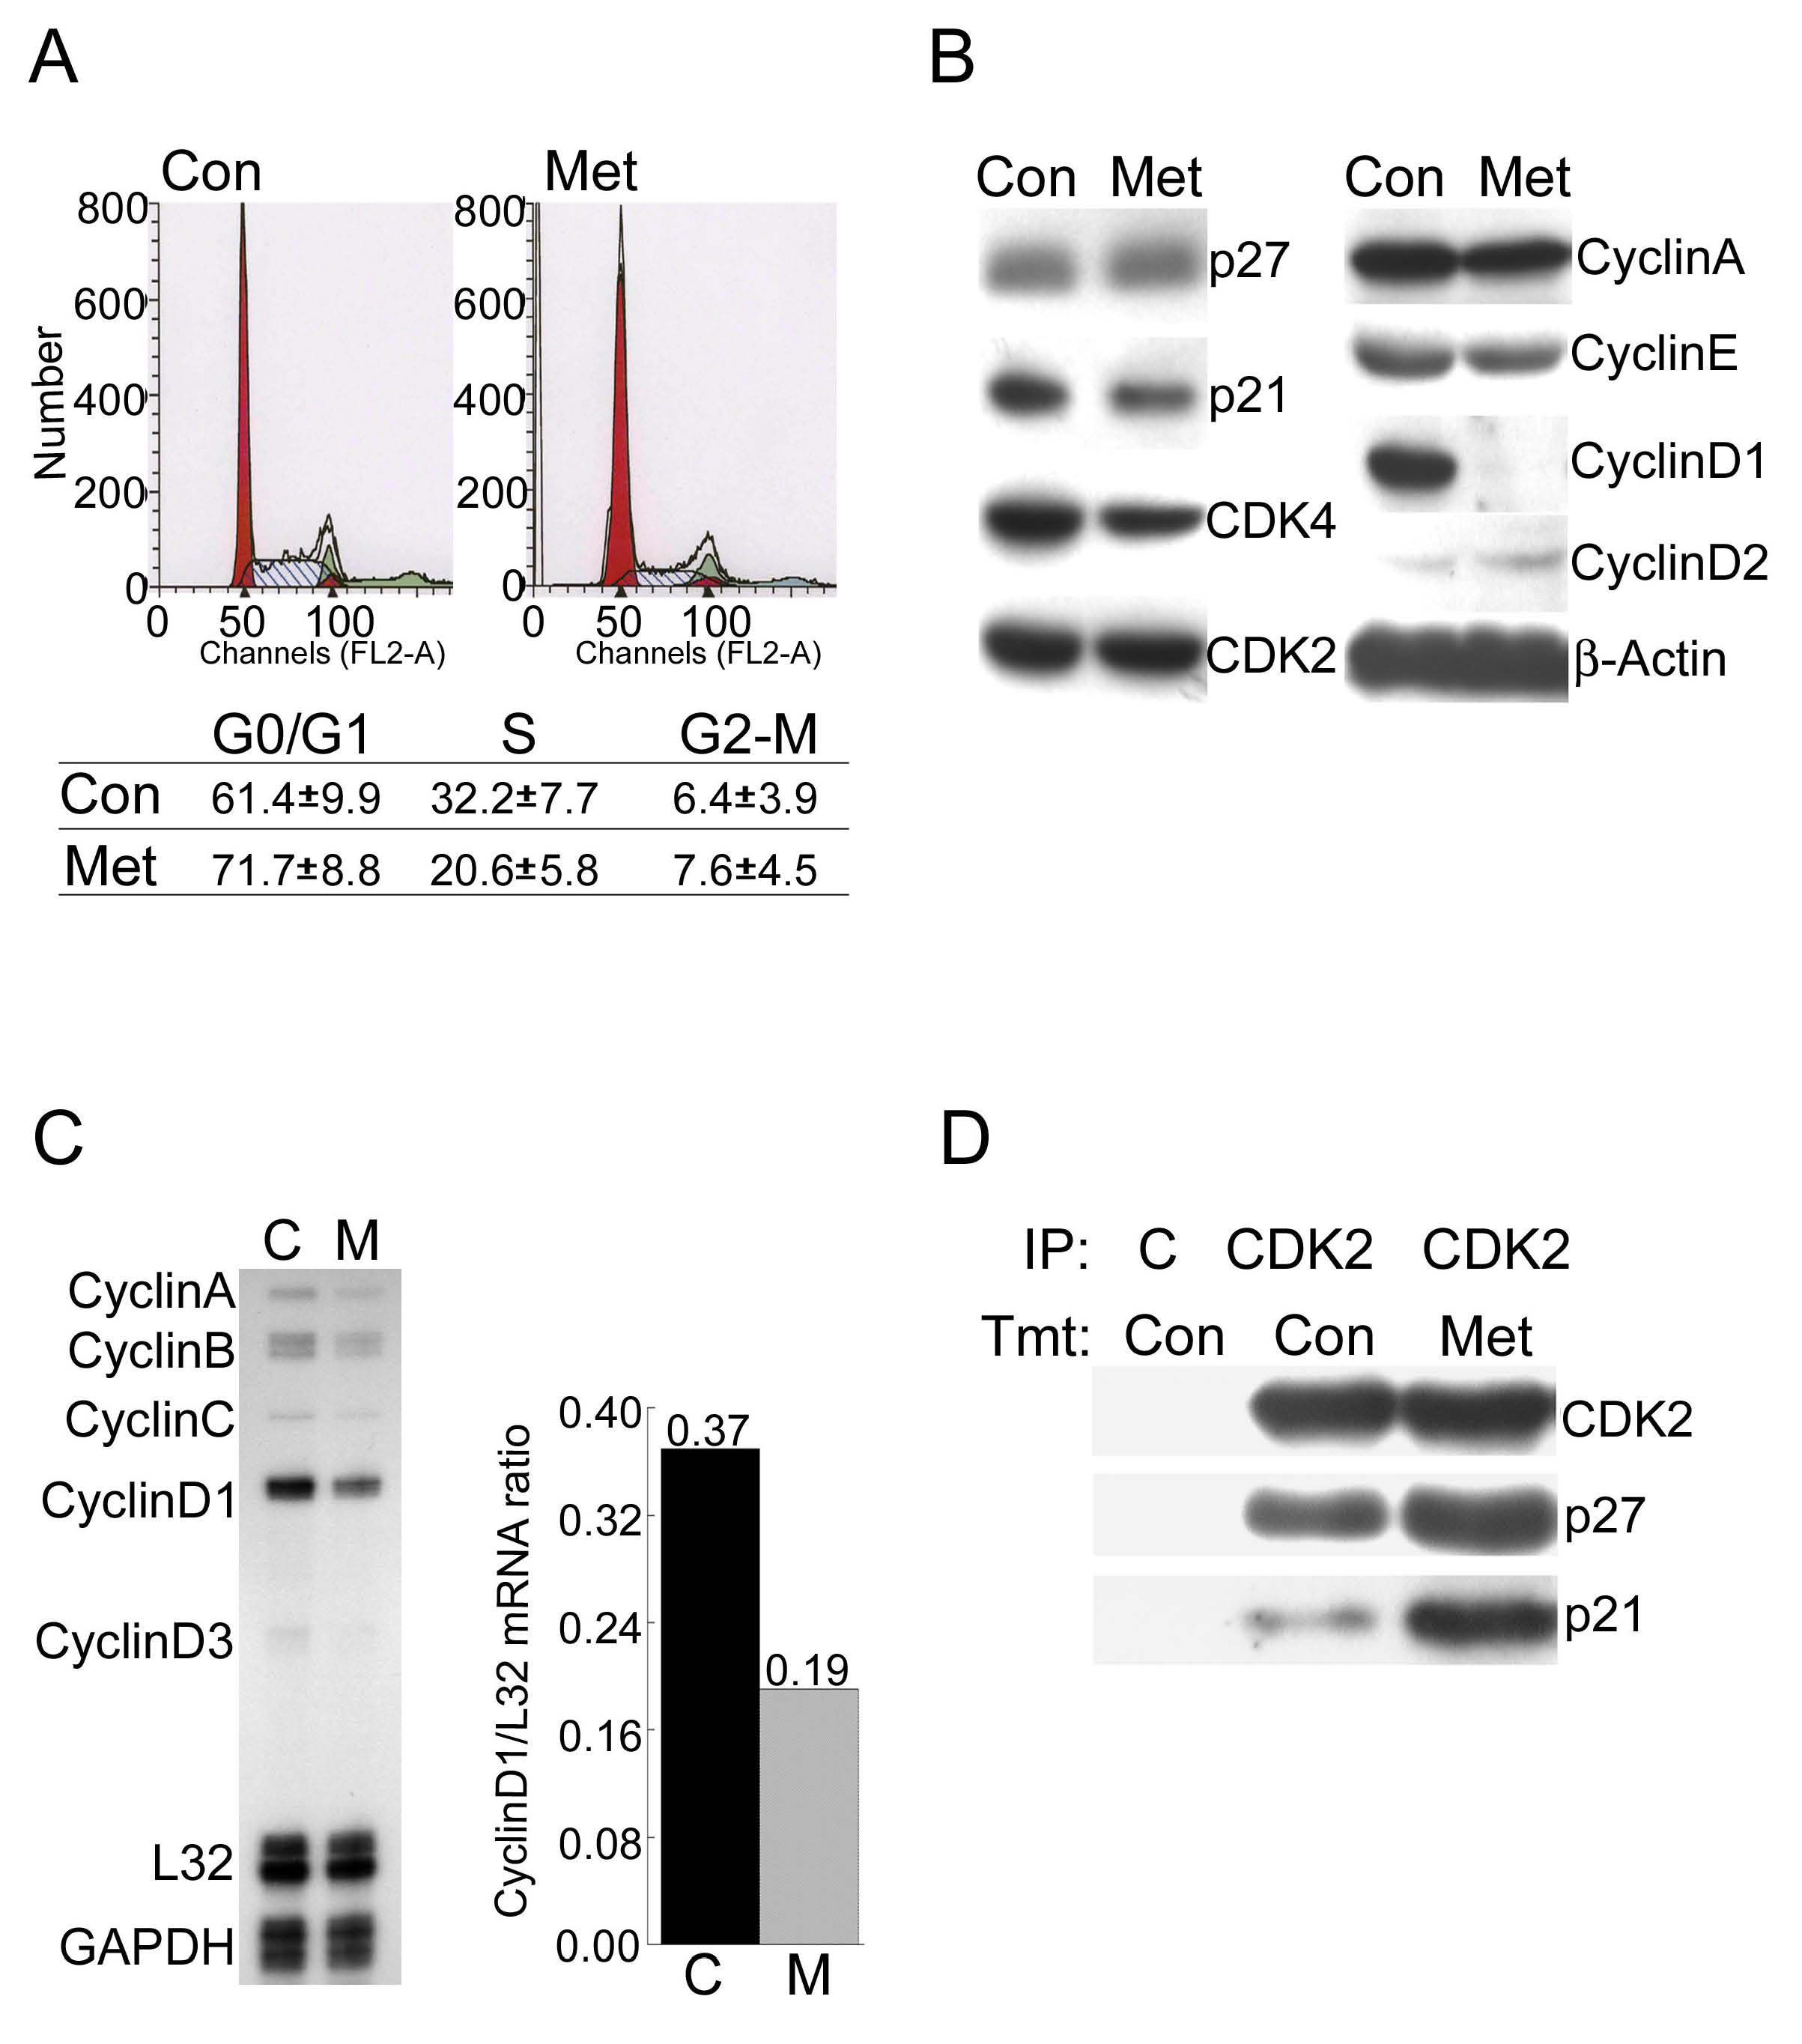 A
Con
Met
800
600
400
200
0
Number
0 50 100
Channels (FL2-A)
800
600
400
200
0
0 50 100
Channels (FL2-A)
G0/G1 S G2-M
Con 61.4±9.9 32.2±7.7 6.4±3.9
Met 71.7±8.8 20.6±5.8 7.6±4.5
B
Con Met
p27
p21
CDK4
CDK2
Con Met
CyclinA
CyclinE
CyclinD1
CyclinD2
β-Actin
C
C M
CyclinA
CyclinB
CyclinC
CyclinD1
CyclinD3
L32
GAPDH
CyclinD1/L32 mRNA ratio
0.40
0.32
0.24
0.16
0.08
0.00
0.37
0.19
C M
D
IP: C CDK2 CDK2
Tmt: Con Con Met
CDK2
p27
p21